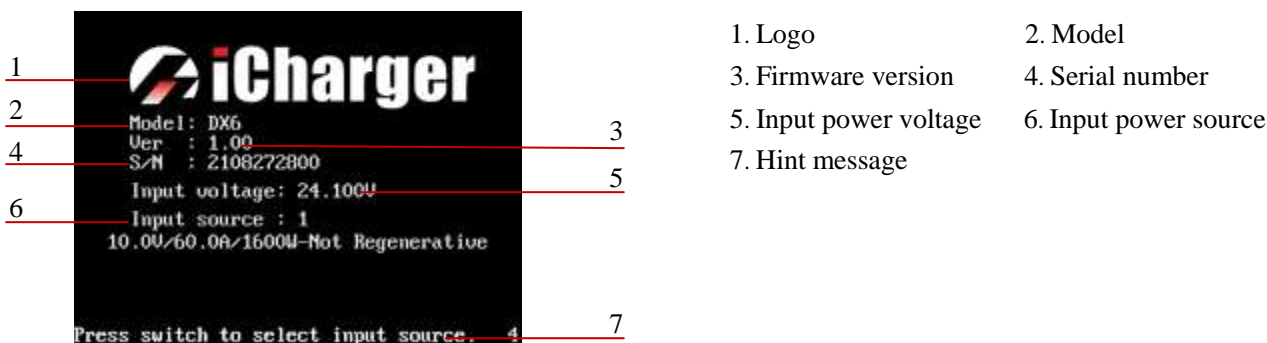 iCharger
1
Model: DX6
2
Ver : 1.00
3
S/N : 2108272800
4
Input voltage: 24.100V
5
Input source : 1
6
10.0V/60.0A/1600W-Not Regenerative
Press switch to select input source. 4
7
1. Logo 2. Model
3. Firmware version 4. Serial number
5. Input power voltage 6. Input power source
7. Hint message